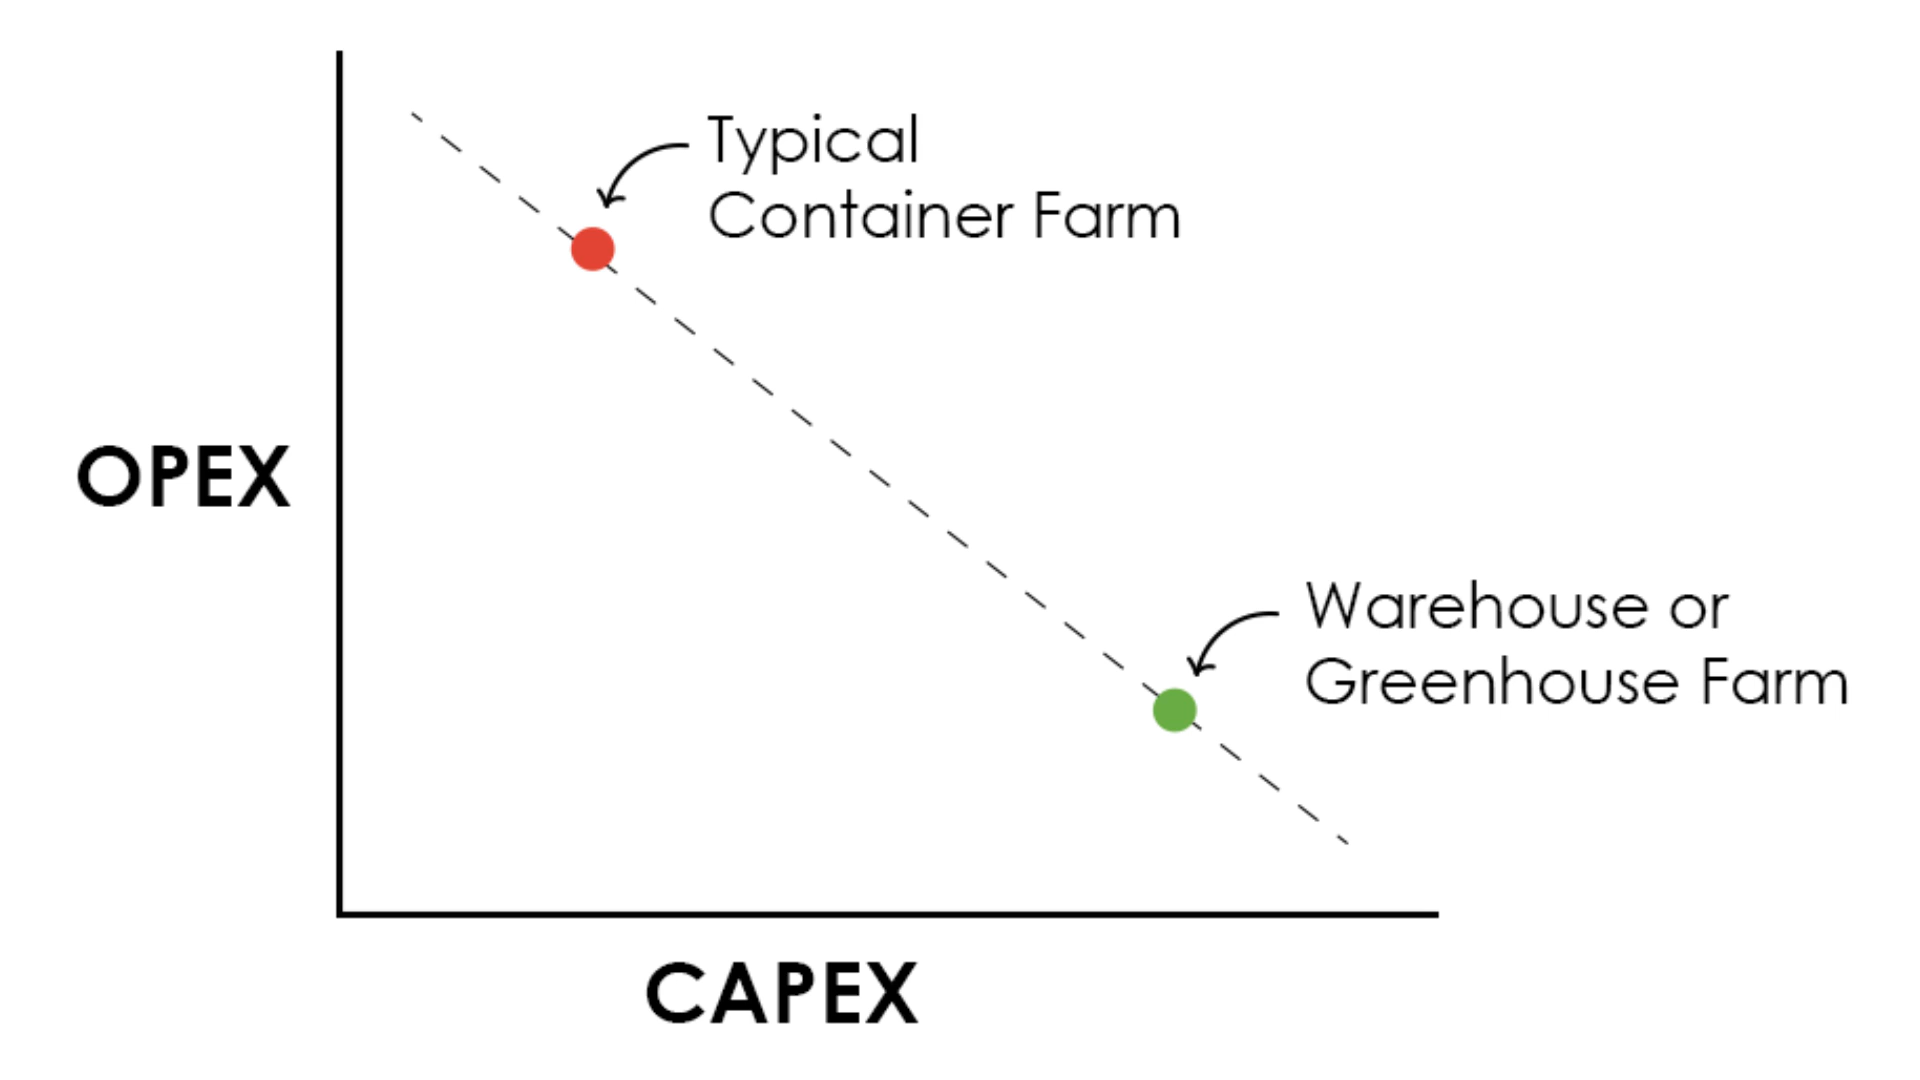 Typical
Container Farm
OPEX
Warehouse or
Greenhouse Farm
CAPEX